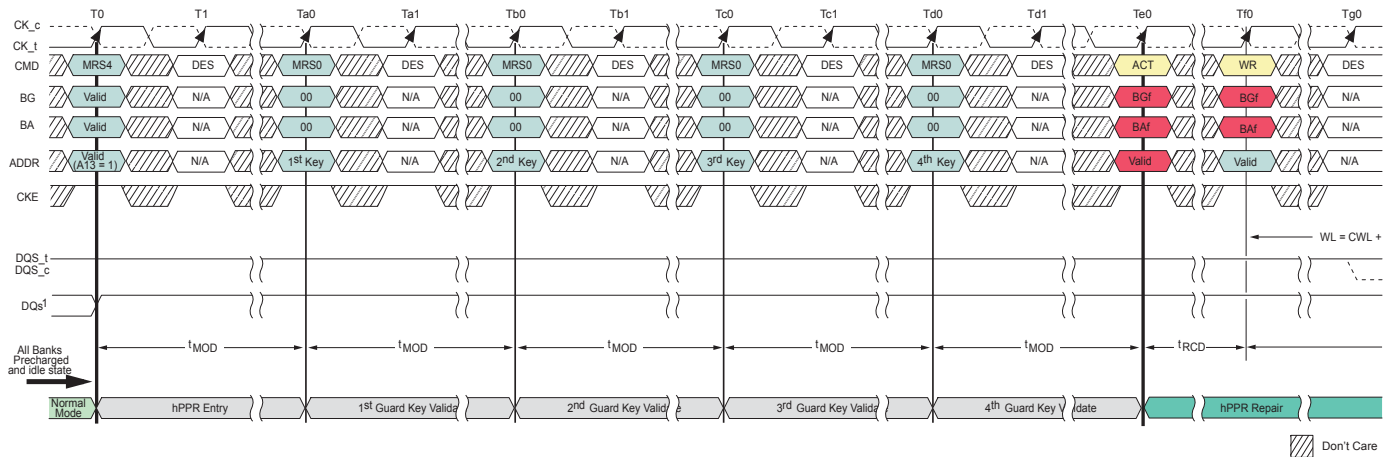 T0 T1 Ta0 Ta1 Tb0 Tb1 Tc0 Tc1 Td0 Td1 Te0 Tf0 Tg0
CK_c
CK_t
CMD MRS4 DES MRS0 DES MRS0 DES MRS0 DES MRS0 DES ACT WR DES
BG Valid N/A 00 N/A 00 N/A 00 N/A 00 N/A BGf BGf N/A
BA Valid N/A 00 N/A 00 N/A 00 N/A 00 N/A BAf BAf N/A
ADDR Valid (A13 = 1) N/A 1st Key N/A 2nd Key N/A 3rd Key N/A 4th Key N/A Valid Valid N/A
CKE
WL = CWL +
DQS_t
DQS_c
DQs1
All Banks
Precharged
and idle state
tMOD tMOD tMOD tMOD tMOD tRCD
Normal Mode hPPR Entry 1st Guard Key Valida 2nd Guard Key Valida e 3rd Guard Key Validate 4th Guard Key V idate hPPR Repair
Don't Care